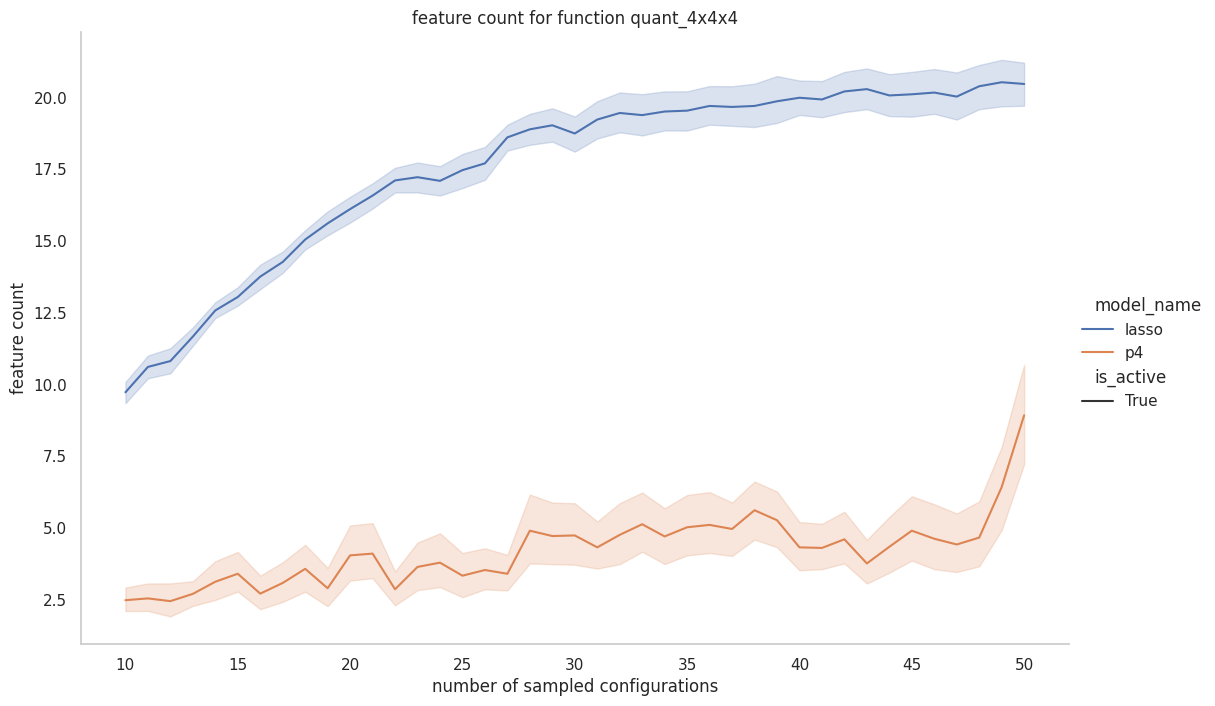 feature count for function quant_4x4x4
feature count
20.0
17.5
15.0
12.5
10.0
7.5
5.0
2.5
10 15 20 25 30 35 40 45 50
number of sampled configurations
model_name
lasso
p4
is_active
True